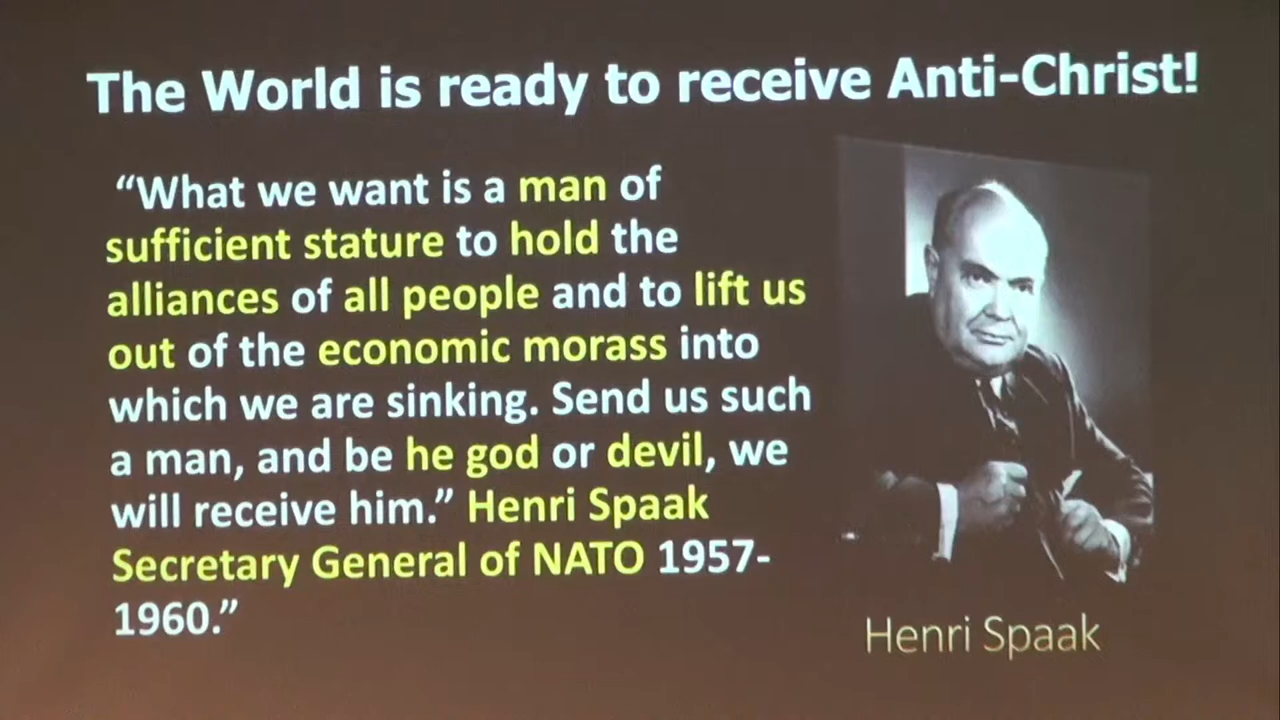 The World is ready to receive Anti-Christ!
“What we want is a man of
sufficient stature to hold the
alliances of all people and to lift us
out of the economic morass into
which we are sinking. Send us such
a man, and be he god or devil, we
will receive him.” Henri Spaak
Secretary General of NATO 1957-
1960.”
Henri Spaak